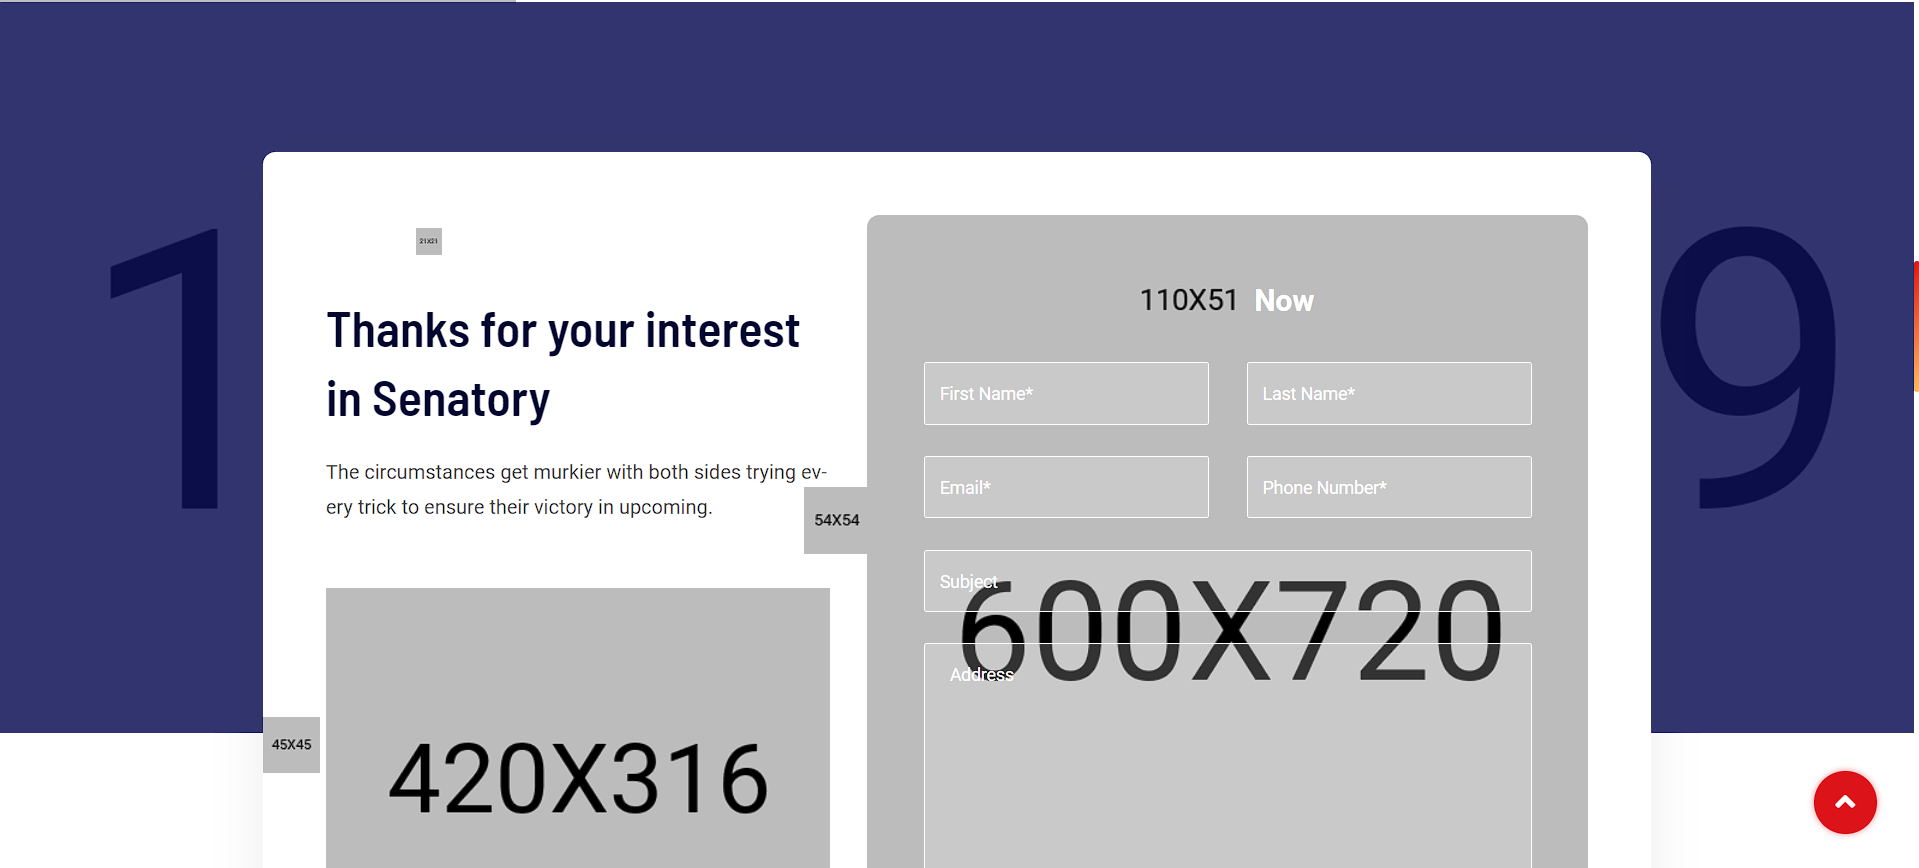 1
9
21X21
Thanks for your interest
in Senatory
The circumstances get murkier with both sides trying ev-
ery trick to ensure their victory in upcoming.
54X54
45X45
420X316
110X51 Now
First Name*
Last Name*
Email*
Phone Number*
Subject
600X720
Address